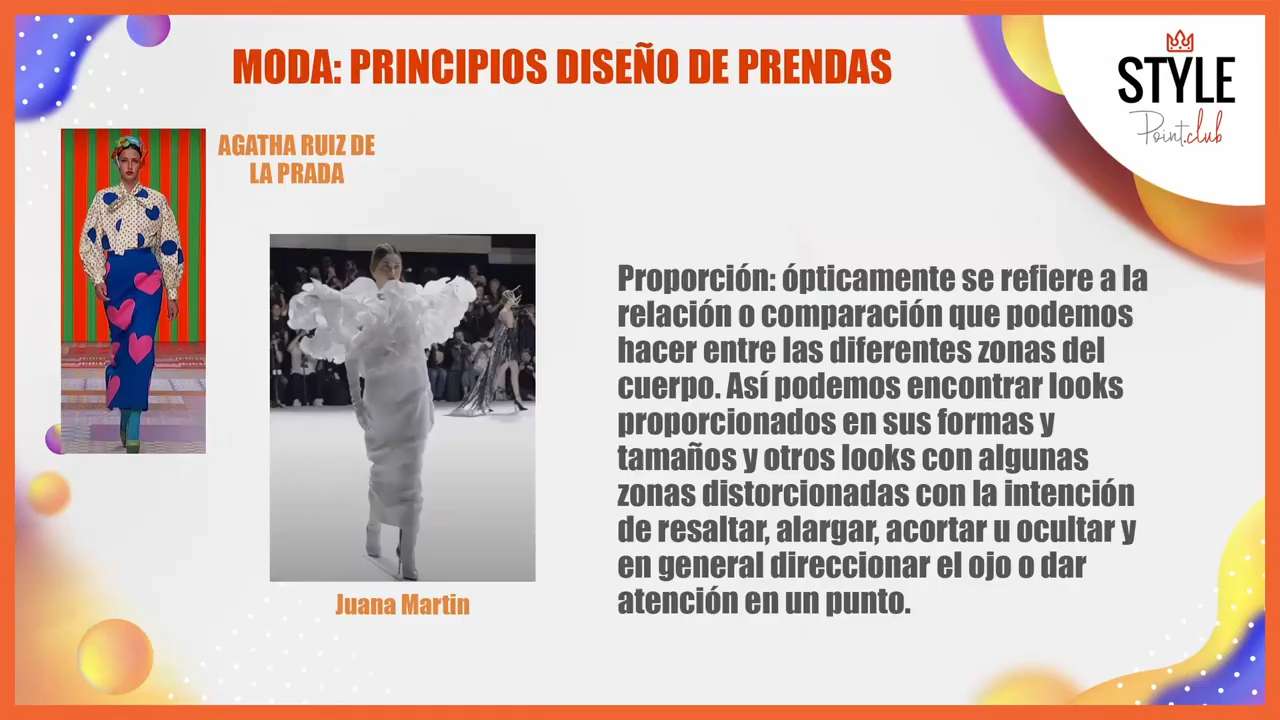 MODA: PRINCIPIOS DISEÑO DE PRENDAS
STYLE
Point.club
AGATHA RUIZ DE
LA PRADA
Proporción: ópticamente se refiere a la
relación o comparación que podemos
hacer entre las diferentes zonas del
cuerpo. Así podemos encontrar looks
proporcionados en sus formas y
tamaños y otros looks con algunas
zonas distorcionadas con la intención
de resaltar, alargar, acortar u ocultar y
en general direccionar el ojo o dar
atención en un punto.
Juana Martin